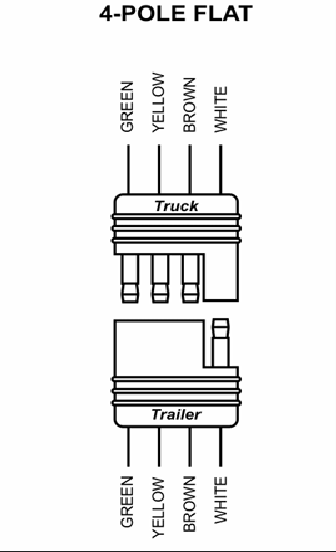 4-POLE FLAT
GREEN
YELLOW
BROWN
WHITE
Truck
Trailer
GREEN
YELLOW
BROWN
WHITE